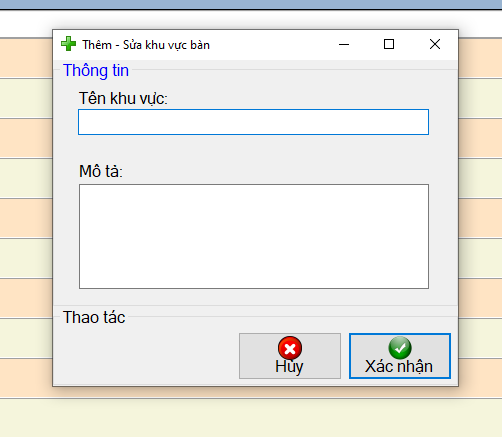 Thêm - Sửa khu vực bàn
Thông tin
Tên khu vực:
Mô tả:
Thao tác
Hủy
Xác nhận